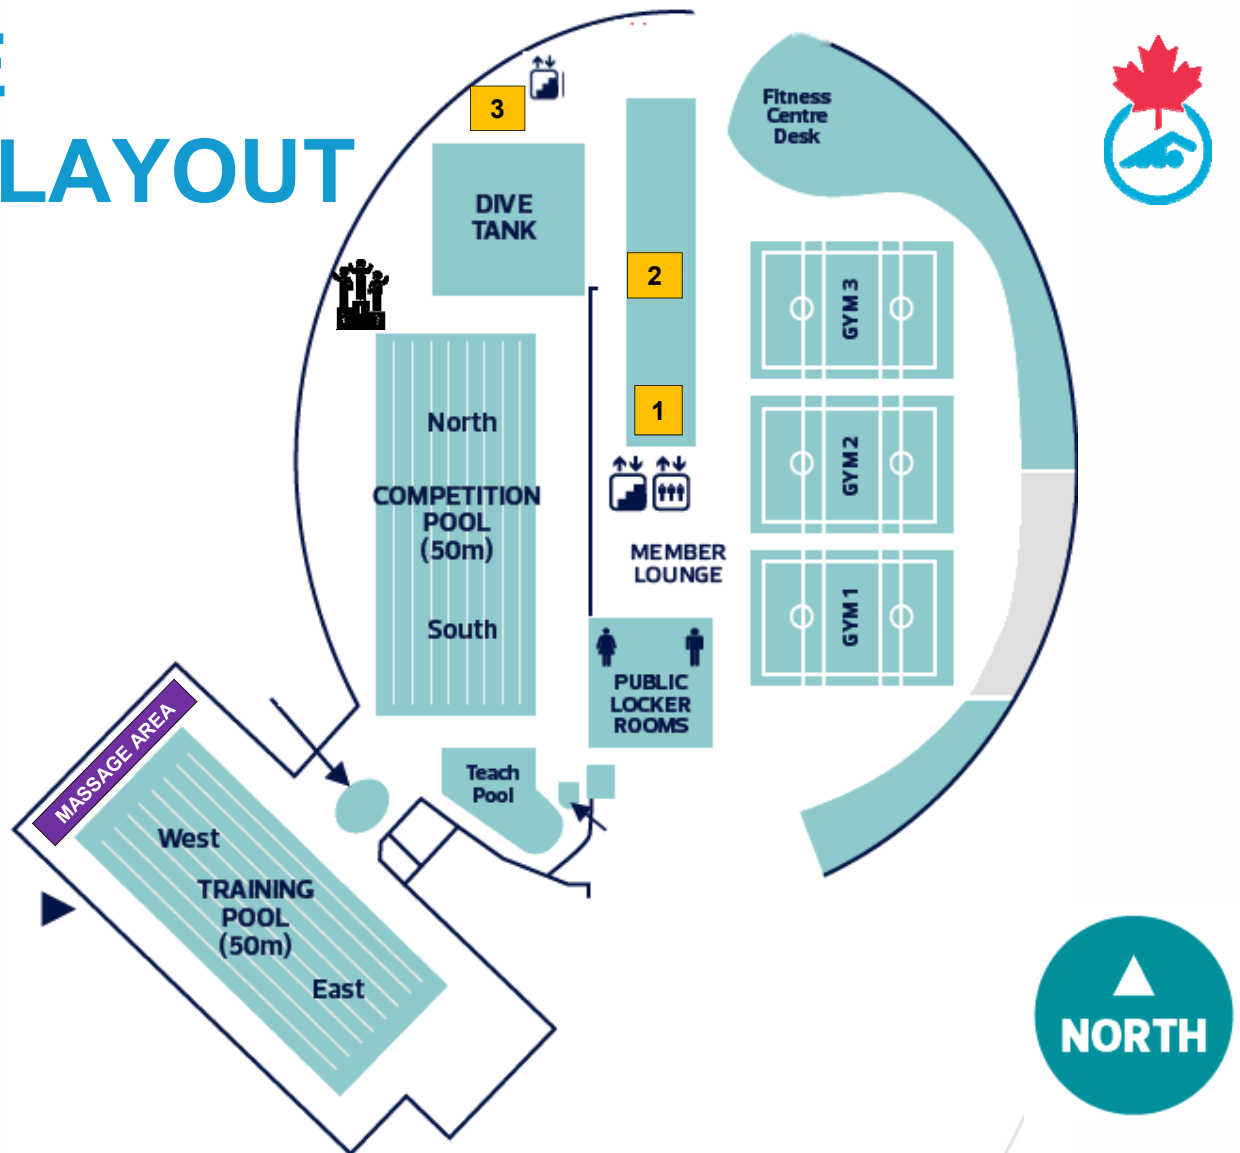 E
LAYOUT
3
Fitness
Centre
Desk
DIVE
TANK
2
GYM 3
1
North
GYM 2
COMPETITION
POOL
(50m)
MEMBER
LOUNGE
GYM 1
South
PUBLIC
LOCKER
ROOMS
MASSAGE AREA
Teach
Pool
West
TRAINING
POOL
(50m)
East
NORTH